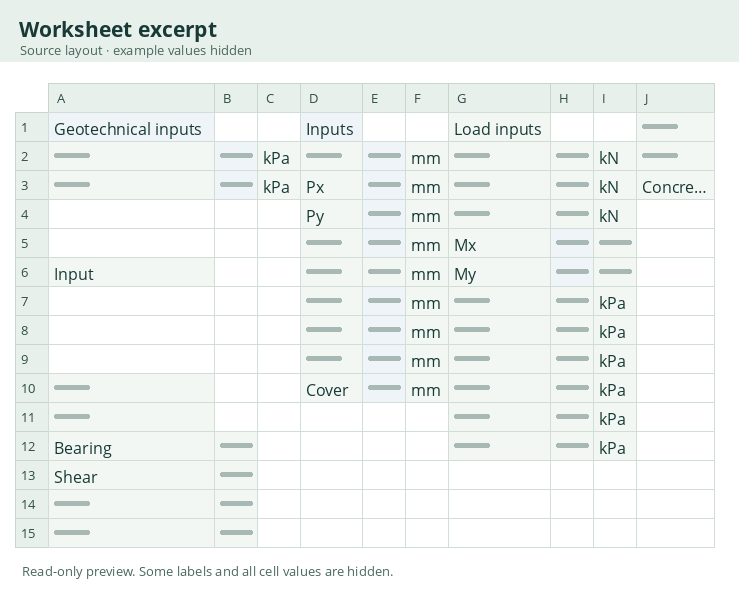 Worksheet excerpt
Source layout · example values hidden
A B C D E F G H I J
1 Geotechnical inputs Inputs Load inputs
2 kPa mm kN
3 kPa Px mm kN Concre...
4 Py mm kN
5 mm Mx
6 Input mm My
7 mm kPa
8 mm kPa
9 mm kPa
10 Cover mm kPa
11 kPa
12 Bearing kPa
13 Shear
14
15
Read-only preview. Some labels and all cell values are hidden.